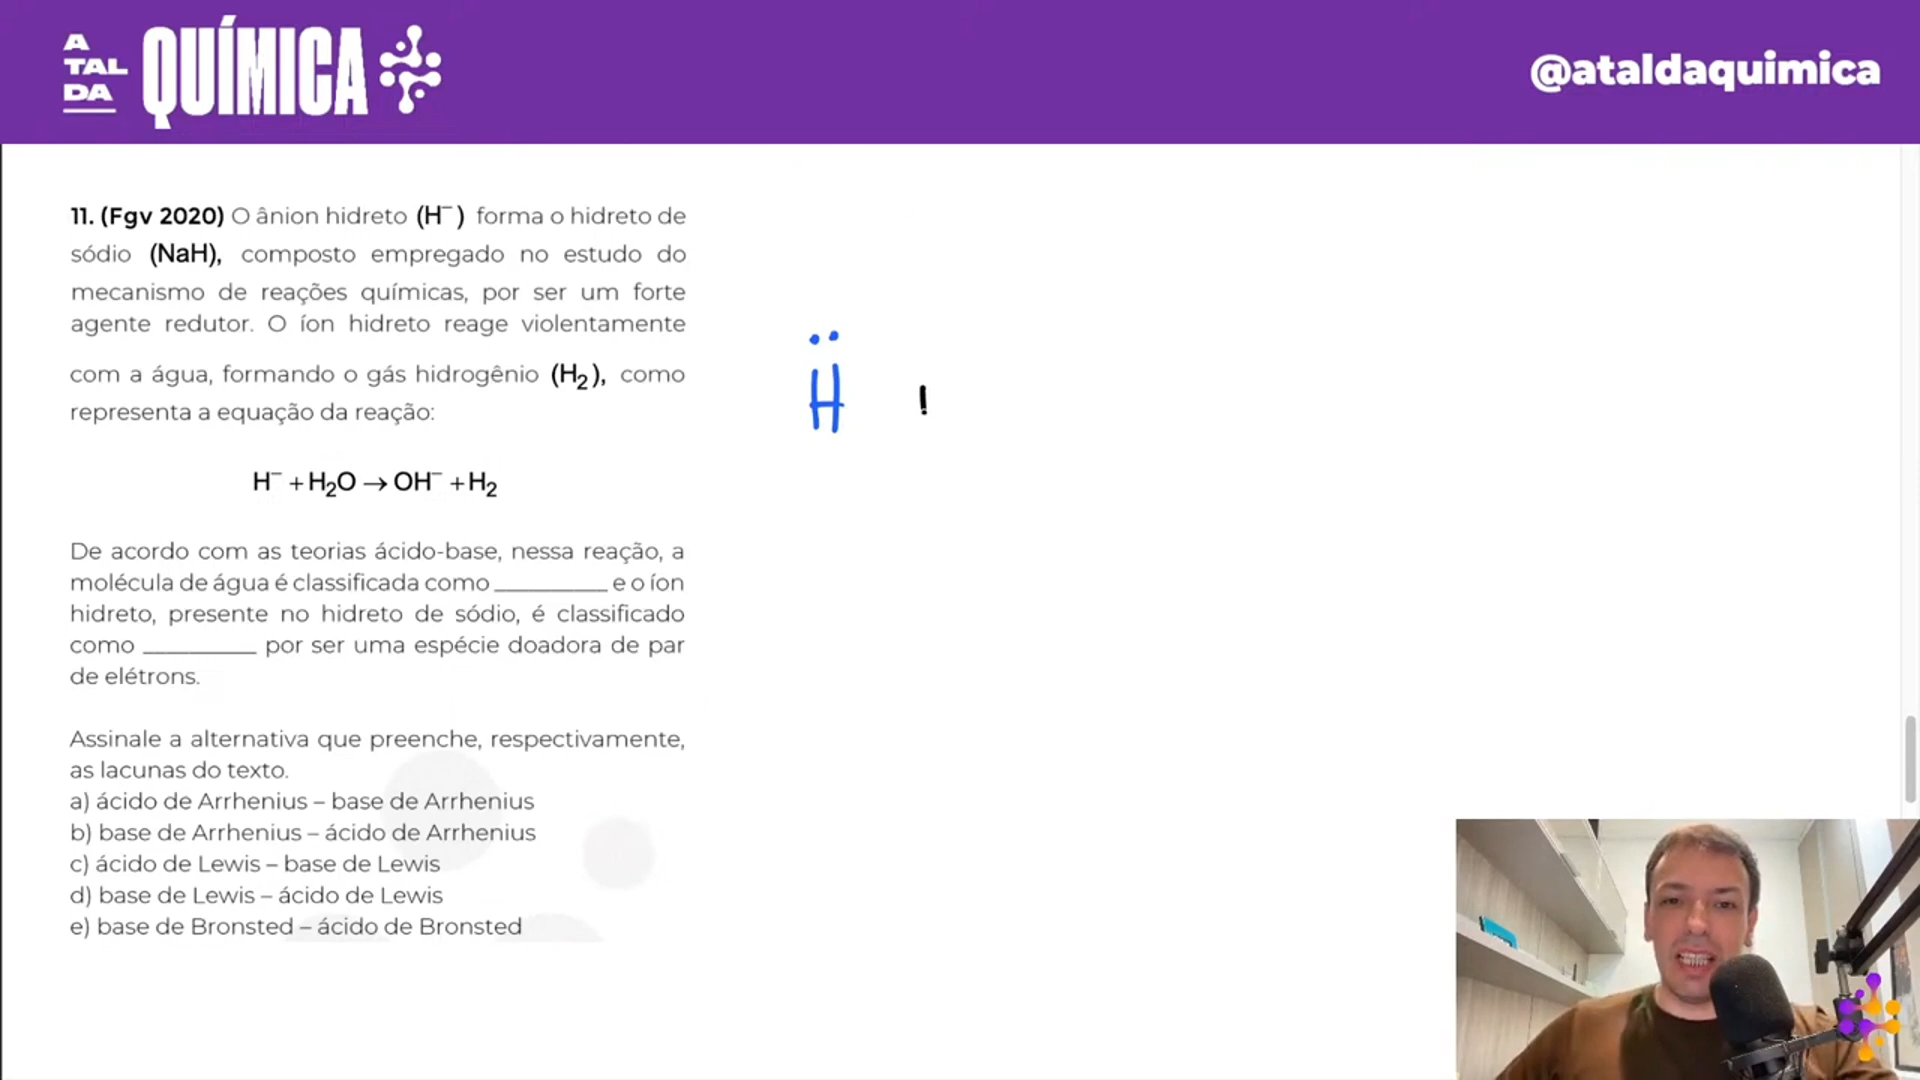 A
TAL
DA
QUÍMICA
@ataldaquimica
11. (Fgv 2020) O ânion hidreto (H⁻) forma o hidreto de
sódio (NaH), composto empregado no estudo do
mecanismo de reações químicas, por ser um forte
agente redutor. O íon hidreto reage violentamente
com a água, formando o gás hidrogênio (H₂), como
representa a equação da reação:
H⁻ + H₂O → OH⁻ + H₂
De acordo com as teorias ácido-base, nessa reação, a
molécula de água é classificada como __________ e o íon
hidreto, presente no hidreto de sódio, é classificado
como __________ por ser uma espécie doadora de par
de elétrons.
Assinale a alternativa que preenche, respectivamente,
as lacunas do texto.
a) ácido de Arrhenius – base de Arrhenius
b) base de Arrhenius – ácido de Arrhenius
c) ácido de Lewis – base de Lewis
d) base de Lewis – ácido de Lewis
e) base de Bronsted – ácido de Bronsted
Ḧ